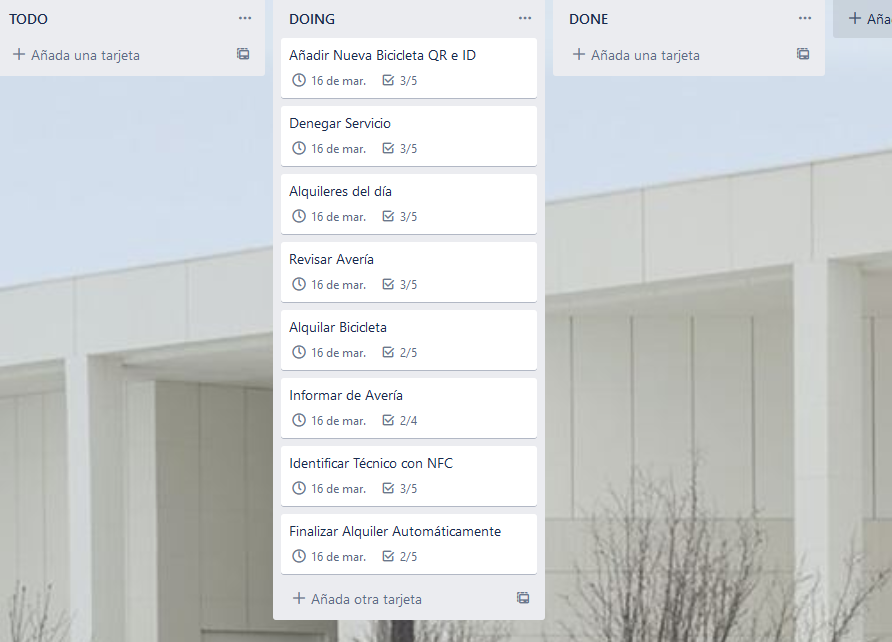 TODO
Añada una tarjeta
DOING
Añadir Nueva Bicicleta QR e ID
16 de mar. 3/5
Denegar Servicio
16 de mar. 3/5
Alquileres del día
16 de mar. 3/5
Revisar Avería
16 de mar. 3/5
Alquilar Bicicleta
16 de mar. 2/5
Informar de Avería
16 de mar. 2/4
Identificar Técnico con NFC
16 de mar. 3/5
Finalizar Alquiler Automáticamente
16 de mar. 2/5
Añada otra tarjeta
DONE
Añada una tarjeta